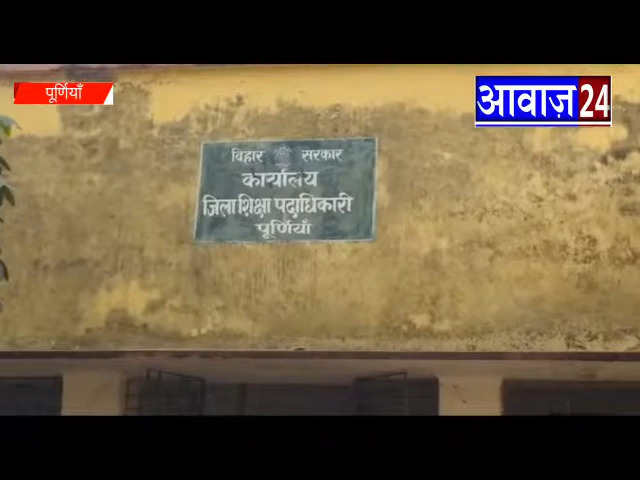 पूर्णियाँ
आवाज़ 24
बिहार सरकार
कार्यालय
जिला शिक्षा पदाधिकारी
पूर्णियाँ